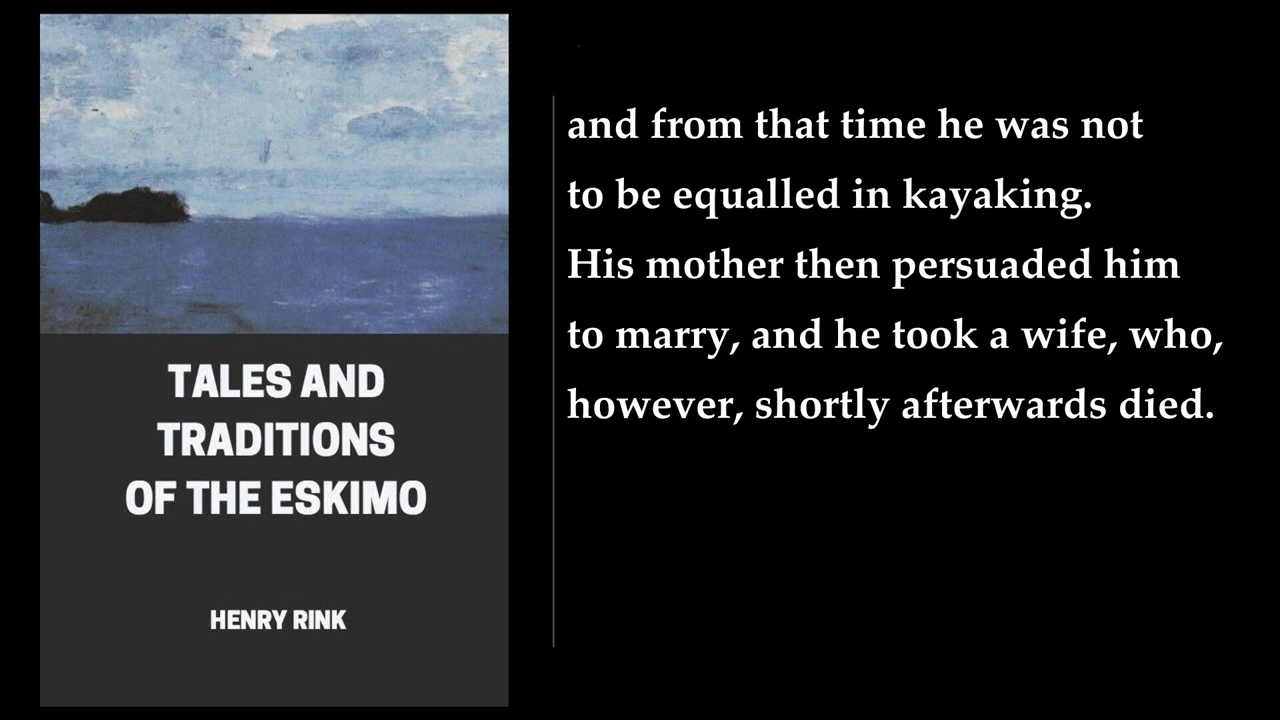 TALES AND
TRADITIONS
OF THE ESKIMO
HENRY RINK
and from that time he was not
to be equalled in kayaking.
His mother then persuaded him
to marry, and he took a wife, who,
however, shortly afterwards died.